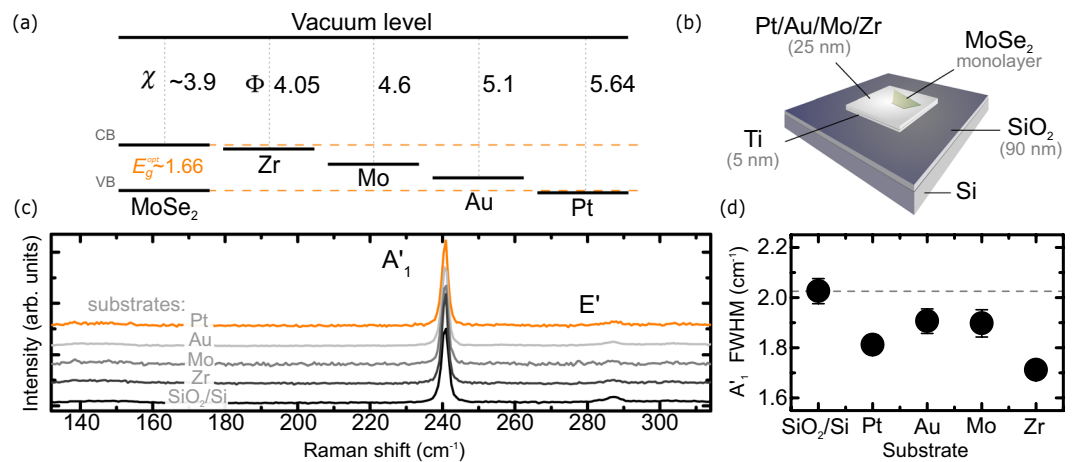 (a)
Vacuum level
χ ~3.9
Φ 4.05
4.6
5.1
5.64
CB
E_g^opt~1.66
VB
MoSe₂
Zr
Mo
Au
Pt
(b)
Pt/Au/Mo/Zr
(25 nm)
MoSe₂
monolayer
Ti
(5 nm)
SiO₂
(90 nm)
Si
(c)
Intensity (arb. units)
A'₁
E'
substrates:
Pt
Au
Mo
Zr
SiO₂/Si
140 160 180 200 220 240 260 280 300
Raman shift (cm⁻¹)
(d)
A'₁ FWHM (cm⁻¹)
2.2
2.0
1.8
1.6
SiO₂/Si Pt Au Mo Zr
Substrate